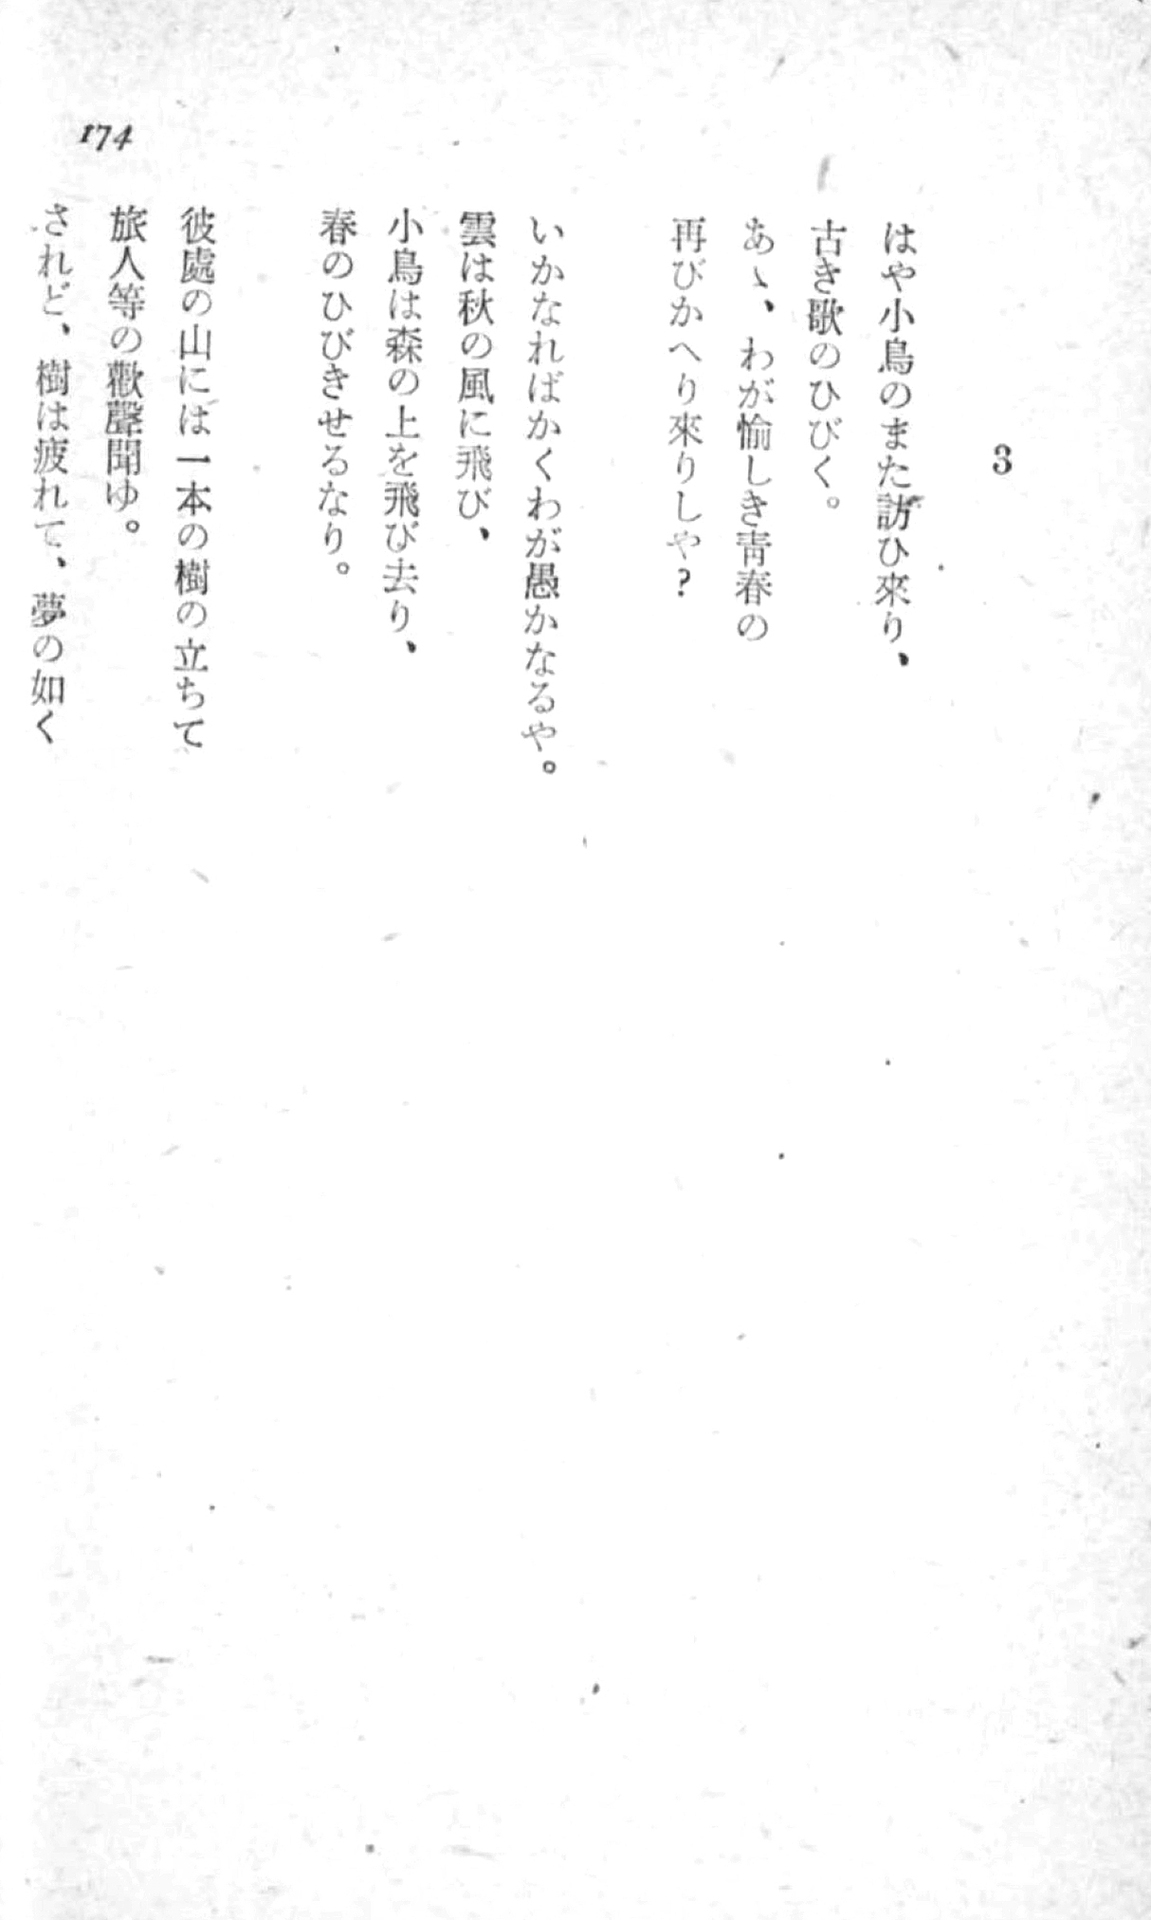 174
3
はや小鳥のまた訪ひ來り、
古き歌のひびく。
あゝ、わが愉しき靑春の
再びかへり來りしや?
いかなればかくわが愚かなるや。
雲は秋の風に飛び、
小鳥は森の上を飛び去り、
春のひびきせるなり。
彼處の山には一本の樹の立ちて
旅人等の歡聲聞ゆ。
されど、樹は疲れて、夢の如く